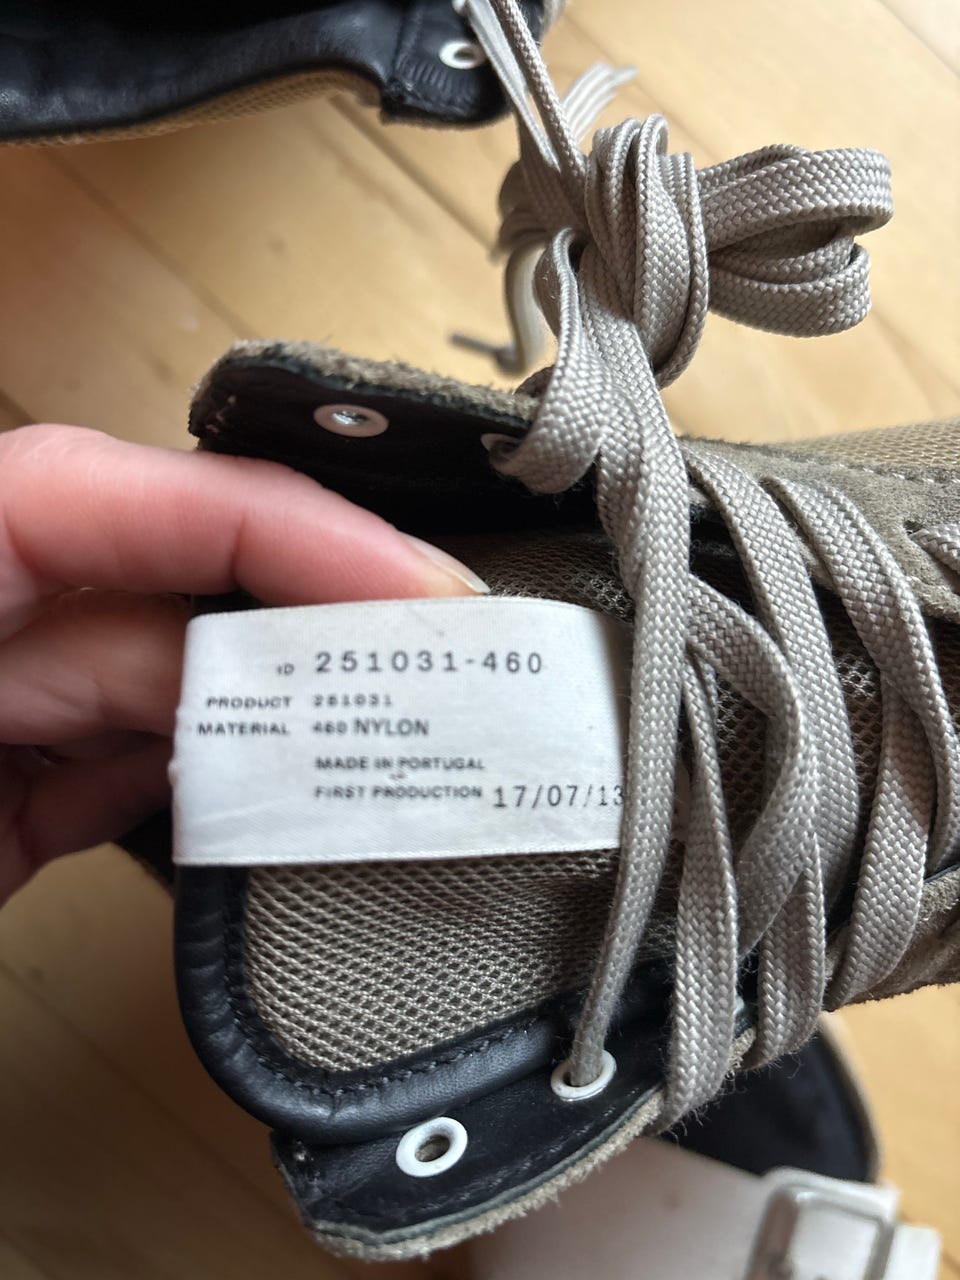 ID 251031-460
PRODUCT 251031
MATERIAL 460 NYLON
MADE IN PORTUGAL
FIRST PRODUCTION 17/07/13